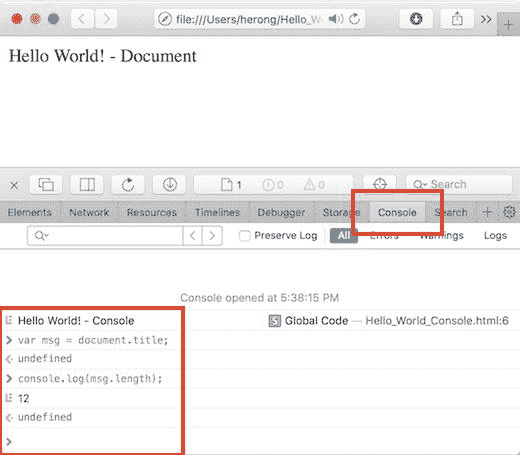 file:///Users/herong/Hello_W
Hello World! - Document
1 0 0 Search
Elements Network Resources Timelines Debugger Storage Console Search
Preserve Log All Errors Warnings Logs
Console opened at 5:38:15 PM
Hello World! - Console S Global Code — Hello_World_Console.html:6
> var msg = document.title;
undefined
> console.log(msg.length);
12
undefined
>